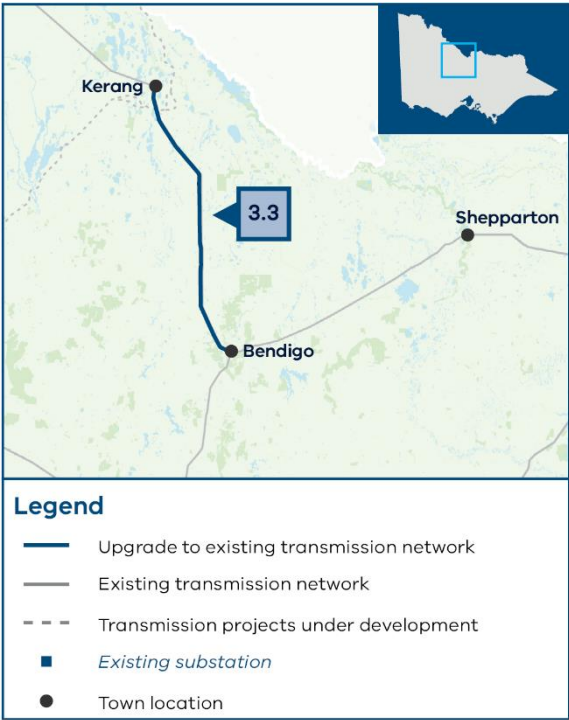 Kerang
3.3
Shepparton
Bendigo
Legend
Upgrade to existing transmission network
Existing transmission network
Transmission projects under development
Existing substation
Town location